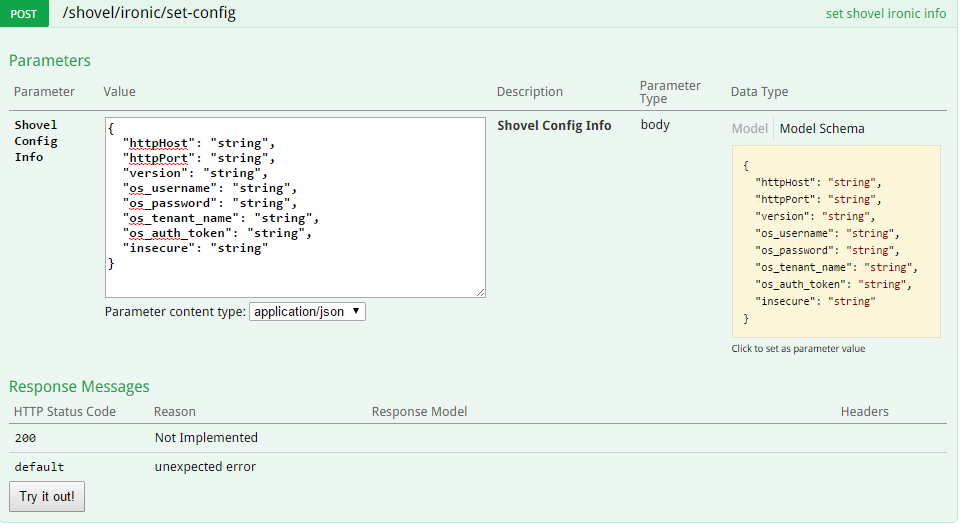 POST /shovel/ironic/set-config set shovel ironic info
Parameters
Parameter Value Description Parameter Type Data Type
Shovel Config Info
{
"httpHost": "string",
"httpPort": "string",
"version": "string",
"os_username": "string",
"os_password": "string",
"os_tenant_name": "string",
"os_auth_token": "string",
"insecure": "string"
}
Parameter content type: application/json
Shovel Config Info
body
Model Model Schema
{
"httpHost": "string",
"httpPort": "string",
"version": "string",
"os_username": "string",
"os_password": "string",
"os_tenant_name": "string",
"os_auth_token": "string",
"insecure": "string"
}
Click to set as parameter value
Response Messages
HTTP Status Code Reason Response Model Headers
200 Not Implemented
default unexpected error
Try it out!